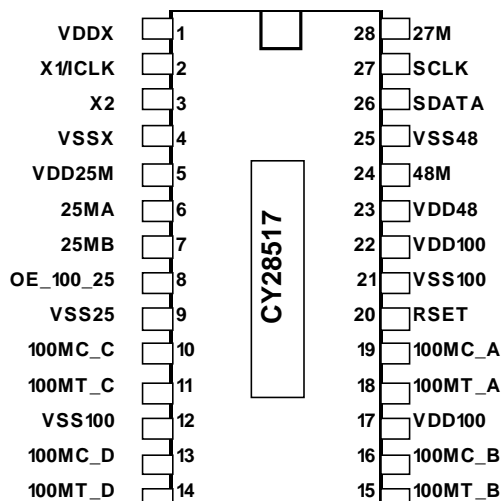 VDDX 1 28 27M
X1/ICLK 2 27 SCLK
X2 3 26 SDATA
VSSX 4 25 VSS48
VDD25M 5 24 48M
25MA 6 23 VDD48
25MB 7 22 VDD100
OE_100_25 8 21 VSS100
VSS25 9 20 RSET
100MC_C 10 19 100MC_A
100MT_C 11 18 100MT_A
VSS100 12 17 VDD100
100MC_D 13 16 100MC_B
100MT_D 14 15 100MT_B
CY28517